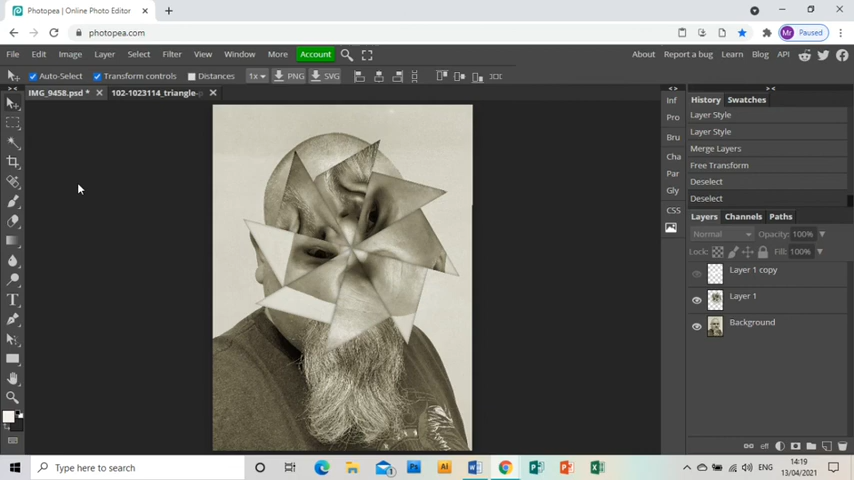 Photopea | Online Photo Editor
photopea.com
Mr Paused
File Edit Image Layer Select Filter View Window More Account About Report a bug Learn Blog API
Auto-Select Transform controls Distances 1x PNG SVG
IMG_9458.psd * 102-1023114_triangle-p
Inf
Pro
Bru
Cha
Par
Gly
CSS
History Swatches
Layer Style
Layer Style
Merge Layers
Free Transform
Deselect
Deselect
Layers Channels Paths
Normal Opacity: 100%
Lock: Fill: 100%
Layer 1 copy
Layer 1
Background
eff
Type here to search
ENG
14:19
13/04/2021